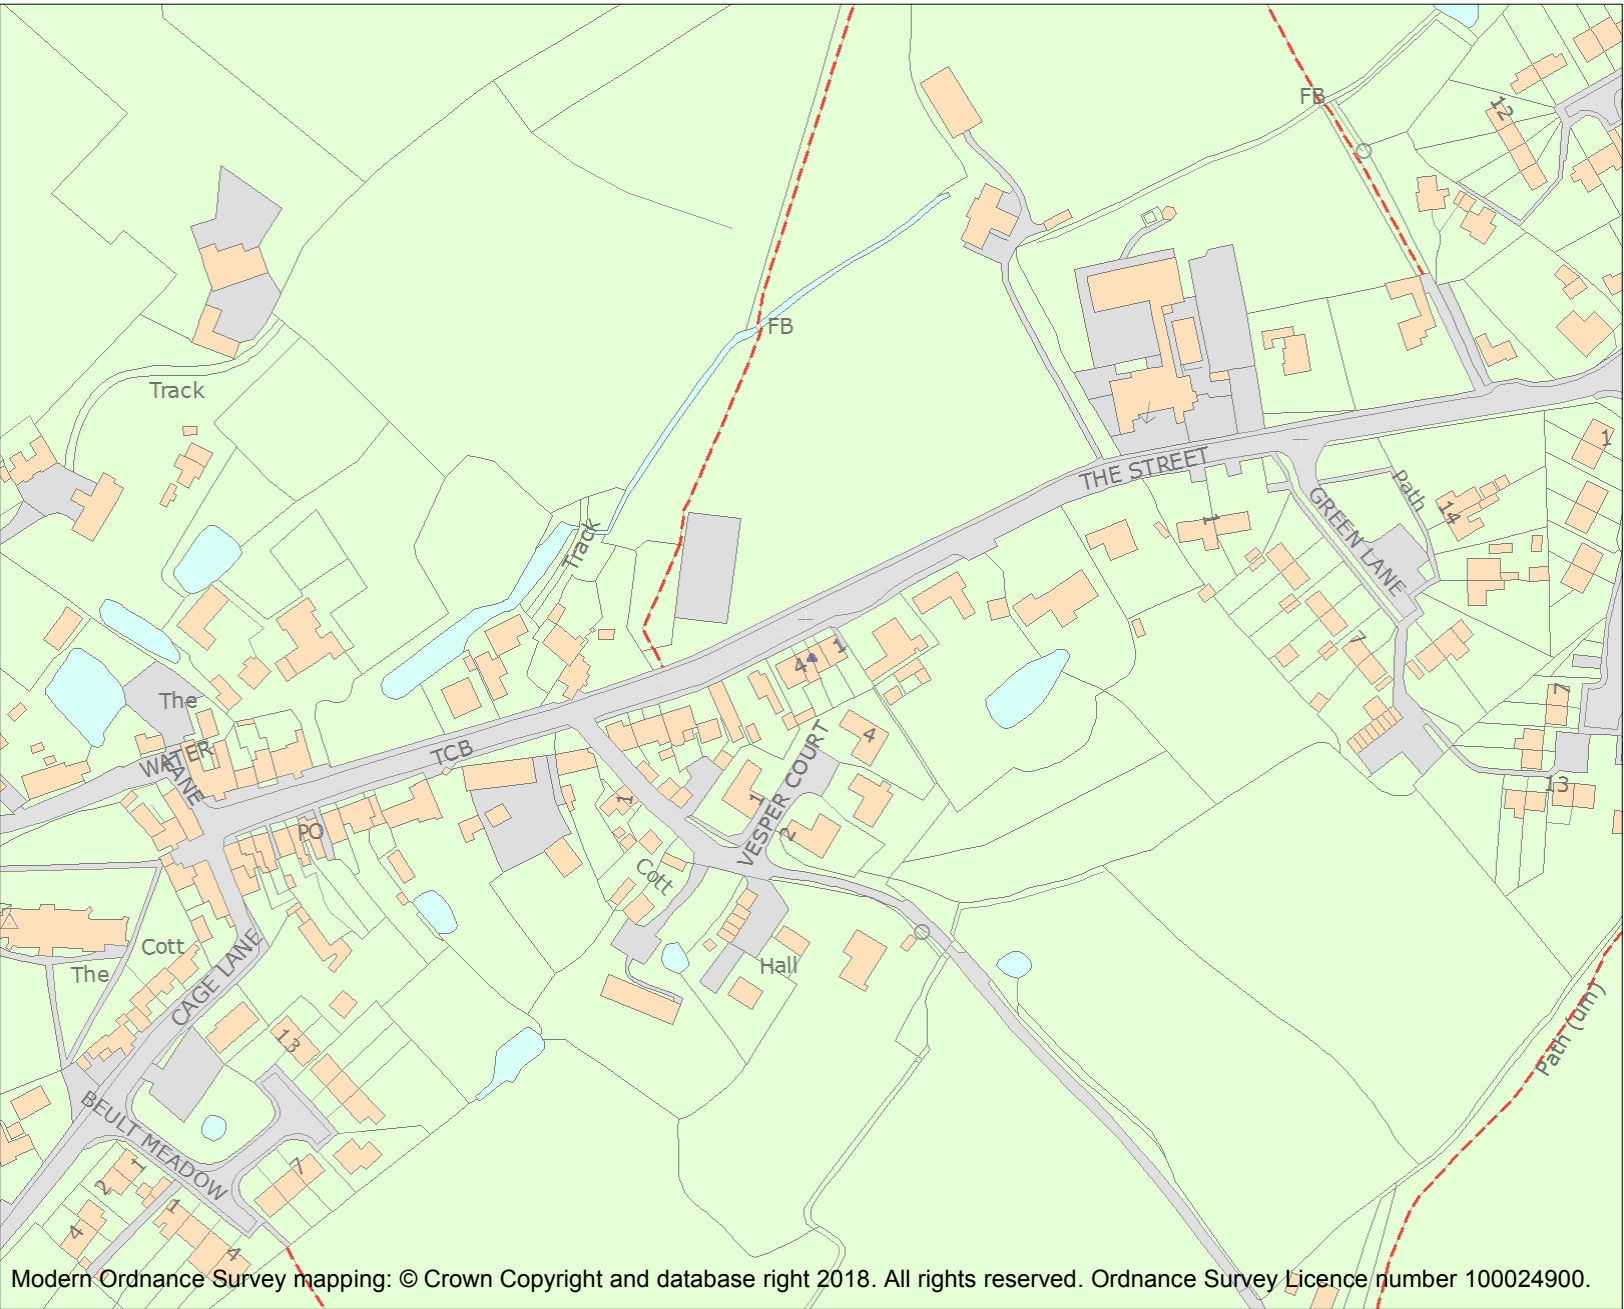 FB
12
FB
Track
THE STREET
1
Path
14
1
GREEN LANE
Track
7
1
4
The
7
WATER
LANE
TCB
4
VESPER COURT
1
1
13
PO
2
Cott
Cott
The
Hall
CAGE LANE
13
Path (um)
BEULT MEADOW
1
7
2
1
4
4
Modern Ordnance Survey mapping: © Crown Copyright and database right 2018. All rights reserved. Ordnance Survey Licence number 100024900.